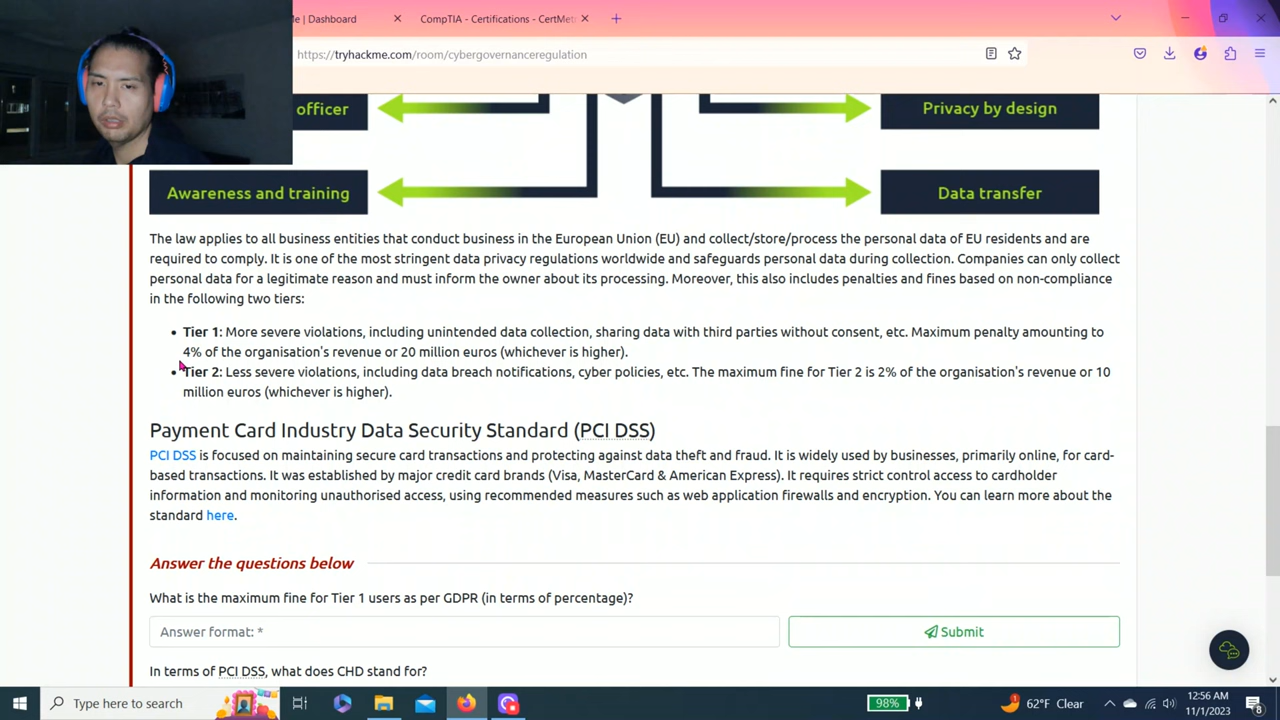 Me | Dashboard
CompTIA - Certifications - CertMet
https://tryhackme.com/room/cybergovernanceregulation
officer
Privacy by design
Awareness and training
Data transfer
The law applies to all business entities that conduct business in the European Union (EU) and collect/store/process the personal data of EU residents and are
required to comply. It is one of the most stringent data privacy regulations worldwide and safeguards personal data during collection. Companies can only collect
personal data for a legitimate reason and must inform the owner about its processing. Moreover, this also includes penalties and fines based on non-compliance
in the following two tiers:
• Tier 1: More severe violations, including unintended data collection, sharing data with third parties without consent, etc. Maximum penalty amounting to
4% of the organisation's revenue or 20 million euros (whichever is higher).
• Tier 2: Less severe violations, including data breach notifications, cyber policies, etc. The maximum fine for Tier 2 is 2% of the organisation's revenue or 10
million euros (whichever is higher).
Payment Card Industry Data Security Standard (PCI DSS)
PCI DSS is focused on maintaining secure card transactions and protecting against data theft and fraud. It is widely used by businesses, primarily online, for card-
based transactions. It was established by major credit card brands (Visa, MasterCard & American Express). It requires strict control access to cardholder
information and monitoring unauthorised access, using recommended measures such as web application firewalls and encryption. You can learn more about the
standard here.
Answer the questions below
What is the maximum fine for Tier 1 users as per GDPR (in terms of percentage)?
Answer format: *
Submit
In terms of PCI DSS, what does CHD stand for?
Type here to search
98%
1
62°F Clear
12:56 AM
11/1/2023
8